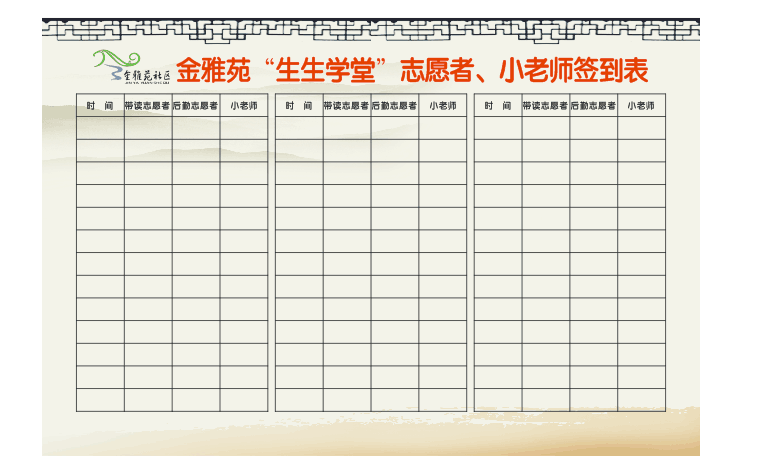 金雅苑社区
金雅苑“生生学堂”志愿者、小老师签到表
时 间 带读志愿者 后勤志愿者 小老师 时 间 带读志愿者 后勤志愿者 小老师 时 间 带读志愿者 后勤志愿者 小老师